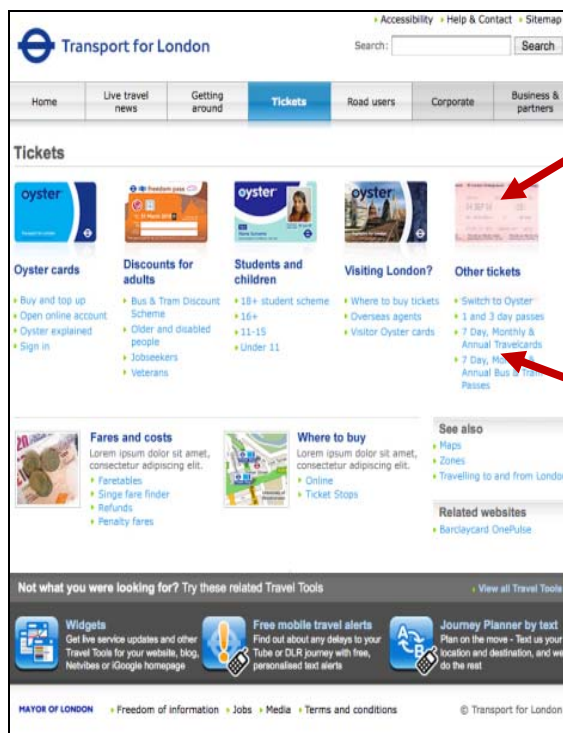 Accessibility Help & Contact Sitemap
Transport for London
Search: Search
Home Live travel news Getting around Tickets Road users Corporate Business & partners
Tickets
oyster
freedom pass
oyster
oyster
Oyster cards
Buy and top up
Open online account
Oyster explained
Sign in
Discounts for
adults
Bus & Tram Discount
Scheme
Older and disabled
people
Jobseekers
Veterans
Students and
children
18+ student scheme
16+
11-15
Under 11
Visiting London?
Where to buy tickets
Overseas agents
Visitor Oyster cards
Other tickets
Switch to Oyster
1 and 3 day passes
7 Day, Monthly &
Annual Travelcards
7 Day, &
Annual Bus &
Passes
Fares and costs
Lorem ipsum dolor sit amet,
consectetur adipiscing elit.
Faretables
Singe fare finder
Refunds
Penalty fares
Where to buy
Lorem ipsum dolor sit amet,
consectetur adipiscing elit.
Online
Ticket Stops
See also
Maps
Zones
Travelling to and from London
Related websites
Barclaycard OnePulse
Not what you were looking for? Try these related Travel Tools
View all Travel Tools
Widgets
Get live service updates and other
Travel Tools for your website, blog,
Netvibes or iGoogle homepage
Free mobile travel alerts
Find out about any delays to your
Tube or DLR journey with free,
personalised text alerts
A
B
Journey Planner by text
Plan on the move - Text us your
location and destination, and we
do the rest
MAYOR OF LONDON Freedom of information Jobs Media Terms and conditions © Transport for London